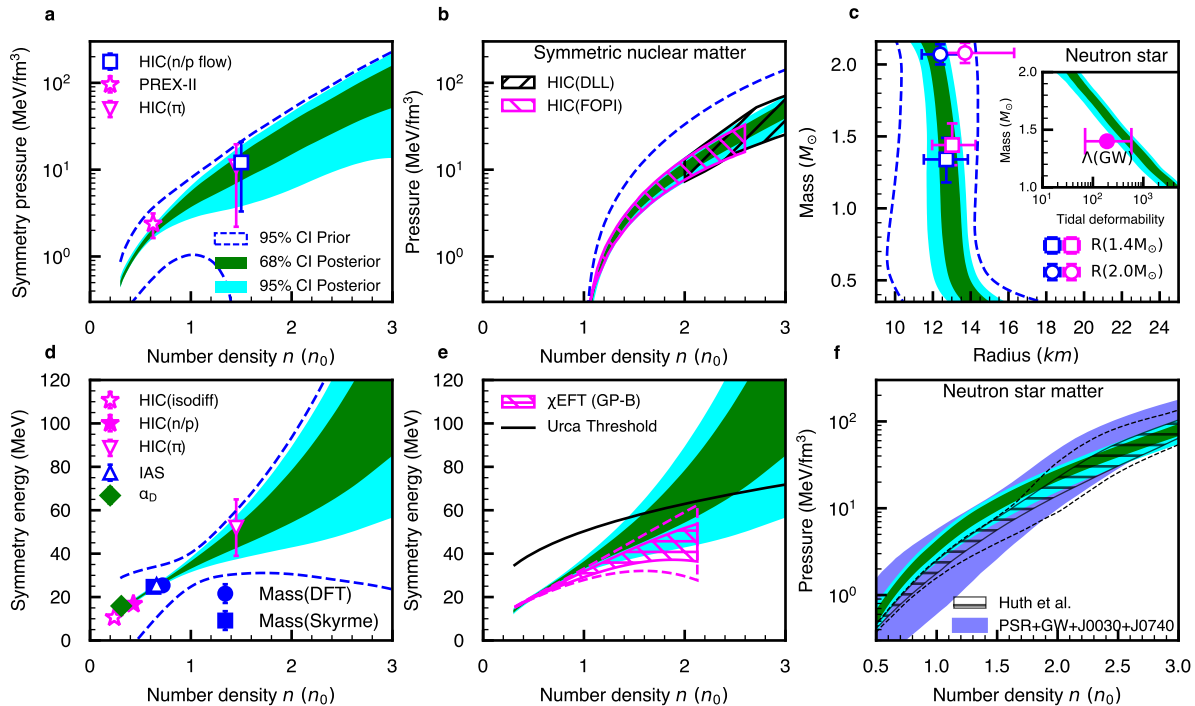 a
Symmetry pressure (MeV/fm³)
10²
10¹
10⁰
HIC(n/p flow)
PREX-II
HIC(π)
95% CI Prior
68% CI Posterior
95% CI Posterior
0 1 2 3
Number density n (n₀)
b
Pressure (MeV/fm³)
10²
10¹
10⁰
Symmetric nuclear matter
HIC(DLL)
HIC(FOPI)
0 1 2 3
Number density n (n₀)
c
Mass (M⊙)
2.0
1.5
1.0
0.5
Neutron star
Mass (M⊙)
2.0
1.5
1.0
Λ(GW)
10¹ 10² 10³
Tidal deformability
R(1.4M⊙)
R(2.0M⊙)
10 12 14 16 18 20 22 24
Radius (km)
d
Symmetry energy (MeV)
120
100
80
60
40
20
0
HIC(isodiff)
HIC(n/p)
HIC(π)
IAS
α_D
Mass(DFT)
Mass(Skyrme)
0 1 2 3
Number density n (n₀)
e
Symmetry energy (MeV)
120
100
80
60
40
20
0
χEFT (GP-B)
Urca Threshold
0 1 2 3
Number density n (n₀)
f
Pressure (MeV/fm³)
10²
10¹
10⁰
Neutron star matter
Huth et al.
PSR+GW+J0030+J0740
0.5 1.0 1.5 2.0 2.5 3.0
Number density n (n₀)